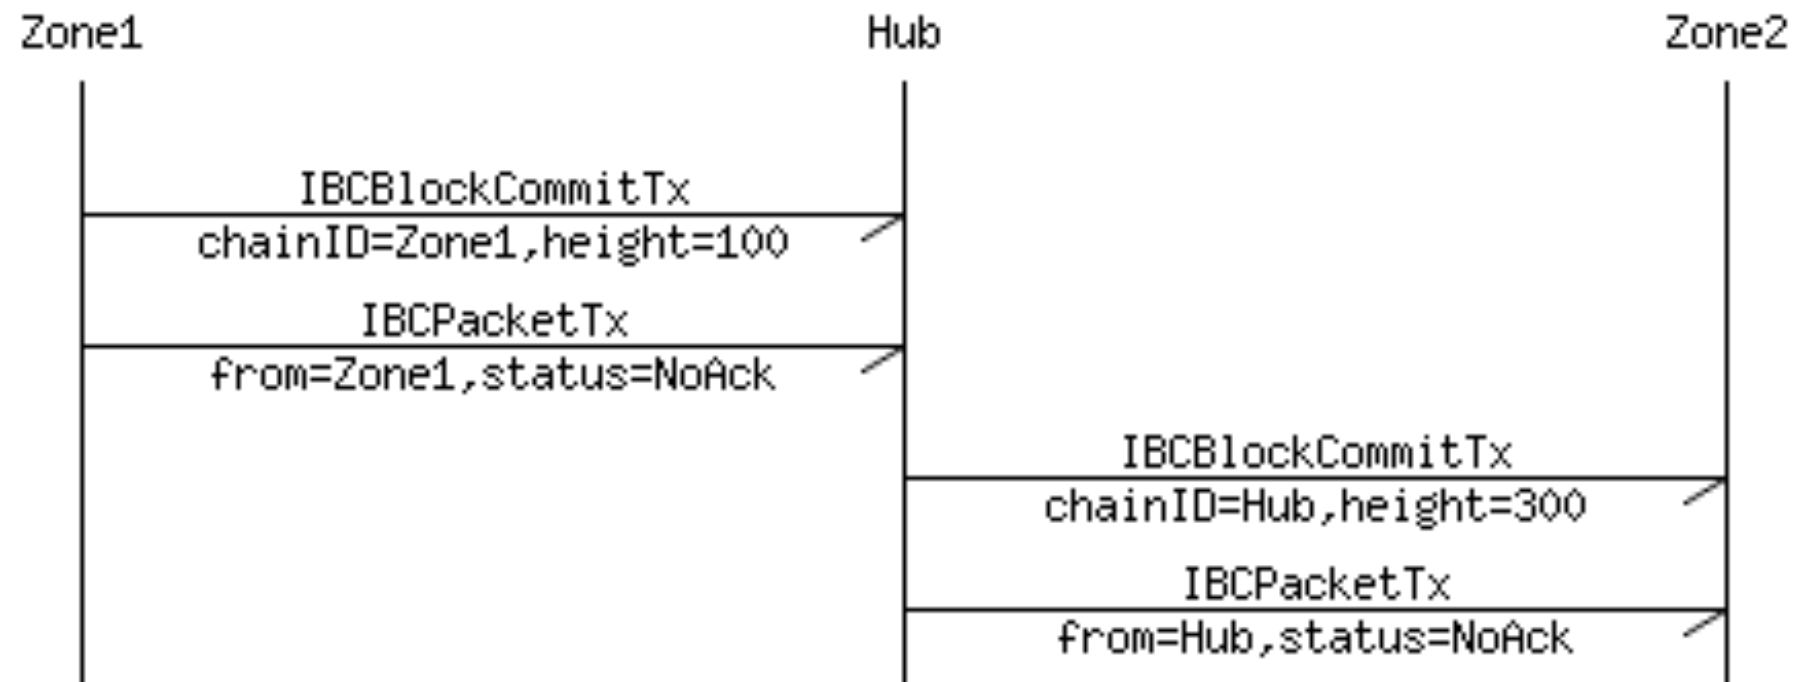 Zone1 Hub Zone2
IBCBlockCommitTx
chainID=Zone1,height=100
IBCPacketTx
from=Zone1,status=NoAck
IBCBlockCommitTx
chainID=Hub,height=300
IBCPacketTx
from=Hub,status=NoAck